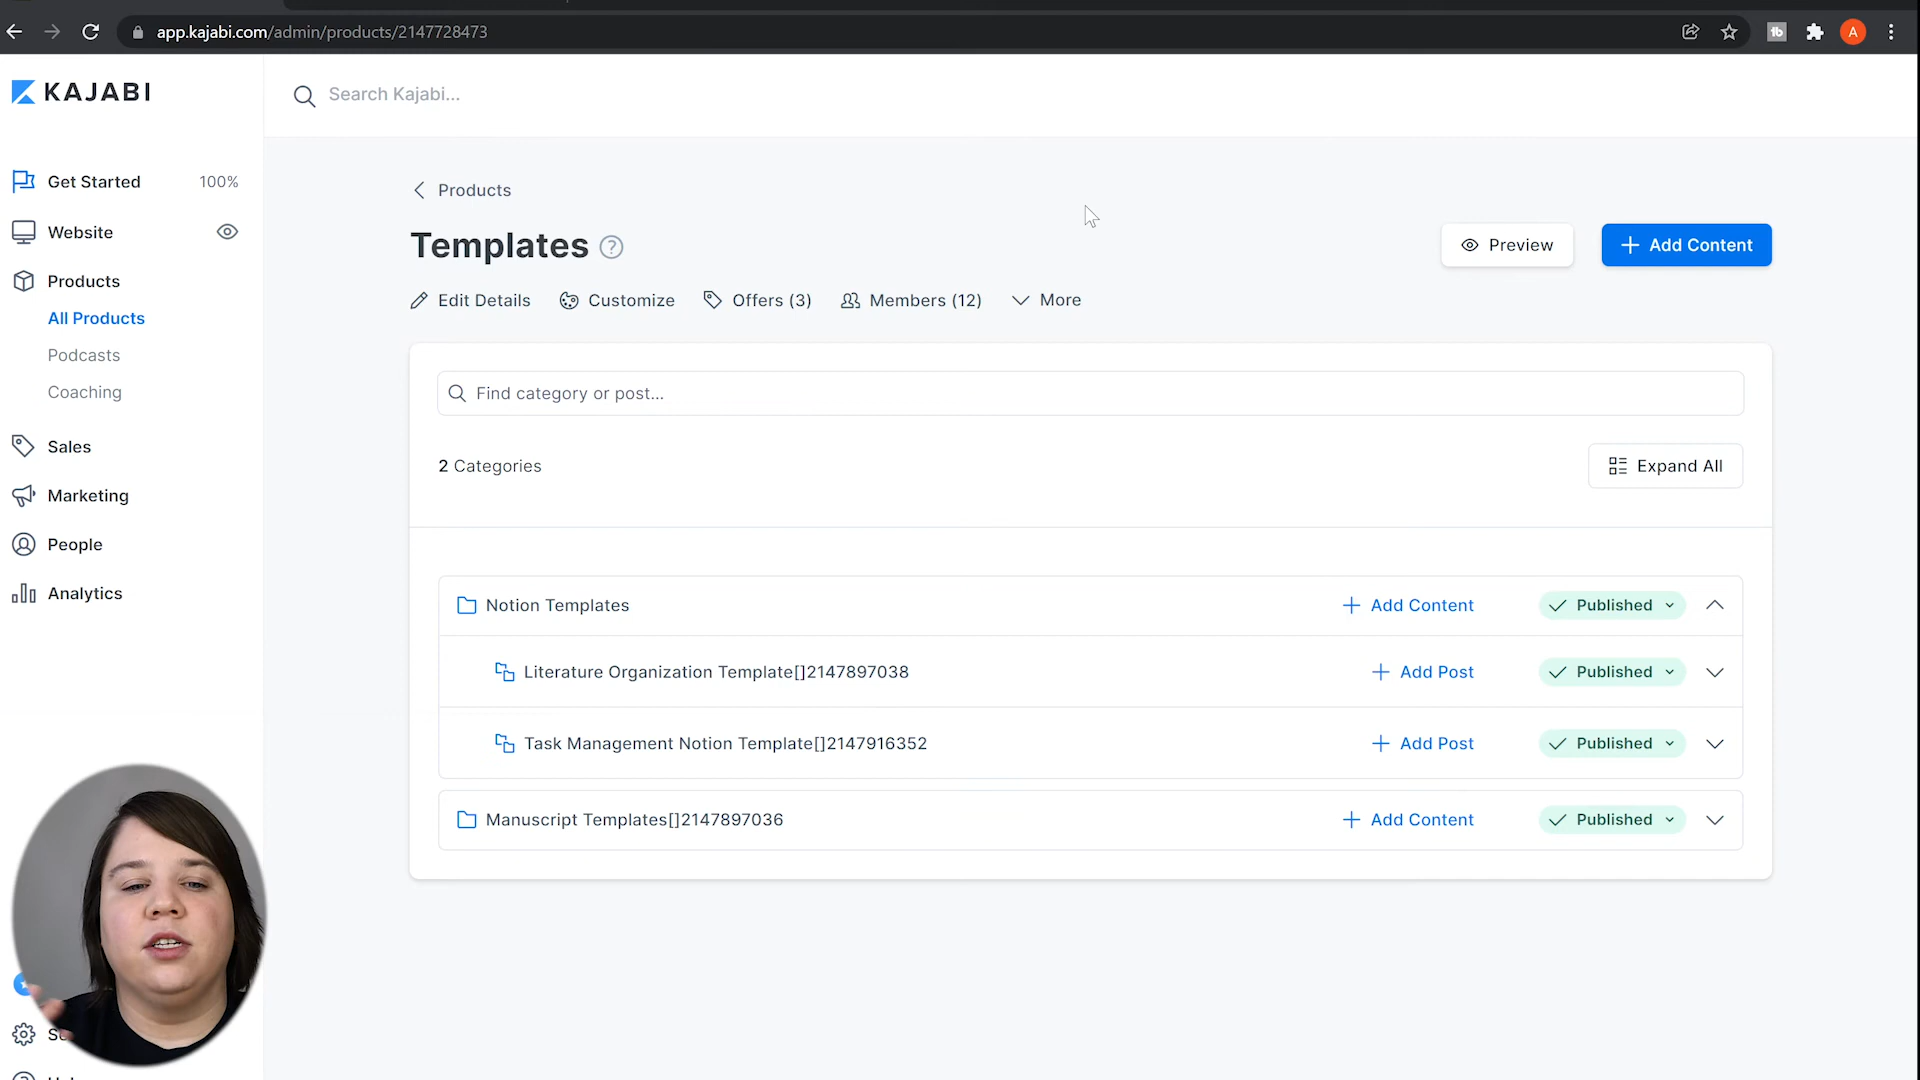 app.kajabi.com/admin/products/2147728473
A
KAJABI
Search Kajabi...
Get Started 100%
Website
Products
All Products
Podcasts
Coaching
Sales
Marketing
People
Analytics
Products
Templates
Preview
Add Content
Edit Details
Customize
Offers (3)
Members (12)
More
Find category or post...
2 Categories
Expand All
Notion Templates
Add Content
Published
Literature Organization Template[]2147897038
Add Post
Published
Task Management Notion Template[]2147916352
Add Post
Published
Manuscript Templates[]2147897036
Add Content
Published